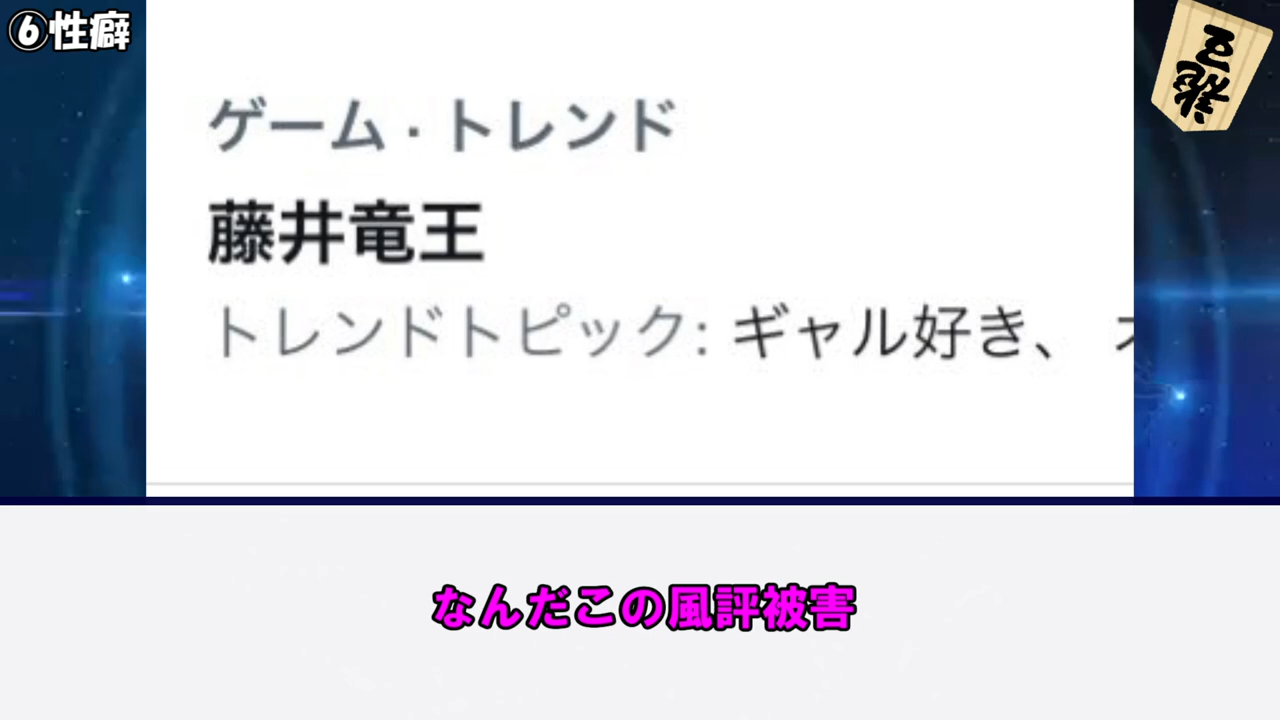 ⑥性癖
ゲーム・トレンド
藤井竜王
トレンドトピック: ギャル好き、
なんだこの風評被害